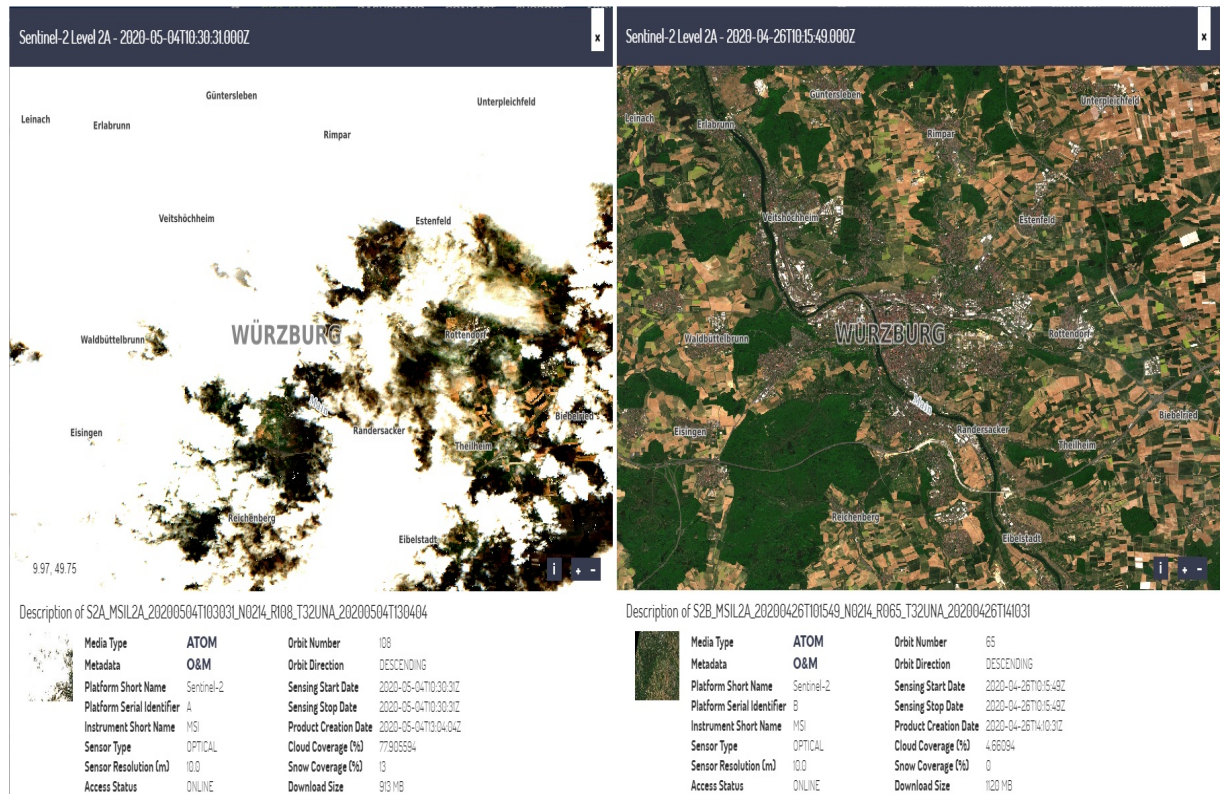 Sentinel-2 Level 2A - 2020-05-04T10:30:31.000Z
x
Güntersleben
Unterpleichfeld
Leinach
Erlabrunn
Rimpar
Veitshöchheim
Estenfeld
Waldbüttelbrunn
WÜRZBURG
Rottendorf
Main
Biebelried
Eisingen
Randersacker
Theilheim
Reichenberg
Eibelstadt
9.97, 49.75
i + -
Description of S2A_MSIL2A_20200504T103031_N0214_R108_T32UNA_20200504T130404
Media Type ATOM Orbit Number 108
Metadata O&M Orbit Direction DESCENDING
Platform Short Name Sentinel-2 Sensing Start Date 2020-05-04T10:30:31Z
Platform Serial Identifier A Sensing Stop Date 2020-05-04T10:30:31Z
Instrument Short Name MSI Product Creation Date 2020-05-04T13:04:04Z
Sensor Type OPTICAL Cloud Coverage (%) 77.905594
Sensor Resolution (m) 10.0 Snow Coverage (%) 13
Access Status ONLINE Download Size 913 MB
Sentinel-2 Level 2A - 2020-04-26T10:15:49.000Z
x
Güntersleben
Unterpleichfeld
Leinach
Erlabrunn
Rimpar
Veitshöchheim
Estenfeld
Waldbüttelbrunn
WÜRZBURG
Rottendorf
Main
Biebelried
Eisingen
Randersacker
Theilheim
Reichenberg
Eibelstadt
i + -
Description of S2B_MSIL2A_20200426T101549_N0214_R065_T32UNA_20200426T141031
Media Type ATOM Orbit Number 65
Metadata O&M Orbit Direction DESCENDING
Platform Short Name Sentinel-2 Sensing Start Date 2020-04-26T10:15:49Z
Platform Serial Identifier B Sensing Stop Date 2020-04-26T10:15:49Z
Instrument Short Name MSI Product Creation Date 2020-04-26T14:10:31Z
Sensor Type OPTICAL Cloud Coverage (%) 4.66094
Sensor Resolution (m) 10.0 Snow Coverage (%) 0
Access Status ONLINE Download Size 1120 MB